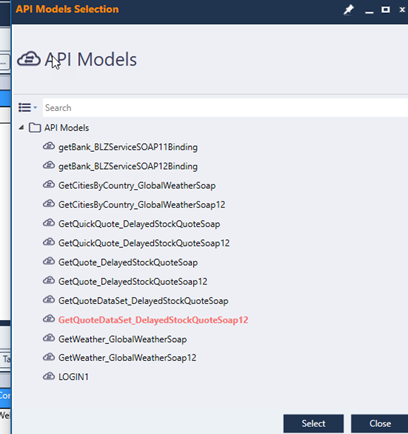 API Models Selection
API Models
Search
API Models
getBank_BLZServiceSOAP11Binding
getBank_BLZServiceSOAP12Binding
GetCitiesByCountry_GlobalWeatherSoap
GetCitiesByCountry_GlobalWeatherSoap12
GetQuickQuote_DelayedStockQuoteSoap
GetQuickQuote_DelayedStockQuoteSoap12
GetQuote_DelayedStockQuoteSoap
GetQuote_DelayedStockQuoteSoap12
GetQuoteDataSet_DelayedStockQuoteSoap
GetQuoteDataSet_DelayedStockQuoteSoap12
GetWeather_GlobalWeatherSoap
GetWeather_GlobalWeatherSoap12
LOGIN1
Select Close